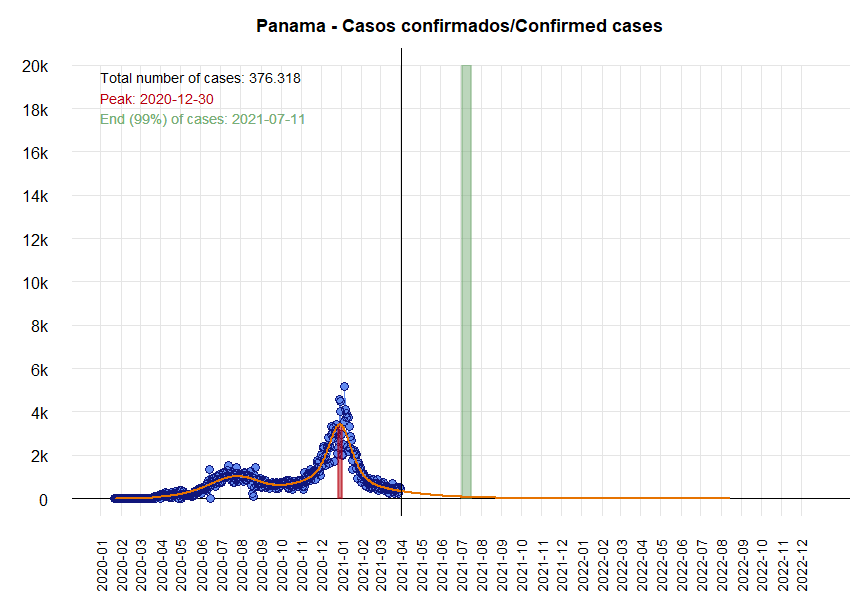 Panama - Casos confirmados/Confirmed cases
Total number of cases: 376.318
Peak: 2020-12-30
End (99%) of cases: 2021-07-11
20k
18k
16k
14k
12k
10k
8k
6k
4k
2k
0
2020-01
2020-02
2020-03
2020-04
2020-05
2020-06
2020-07
2020-08
2020-09
2020-10
2020-11
2020-12
2021-01
2021-02
2021-03
2021-04
2021-05
2021-06
2021-07
2021-08
2021-09
2021-10
2021-11
2021-12
2022-01
2022-02
2022-03
2022-04
2022-05
2022-06
2022-07
2022-08
2022-09
2022-10
2022-11
2022-12